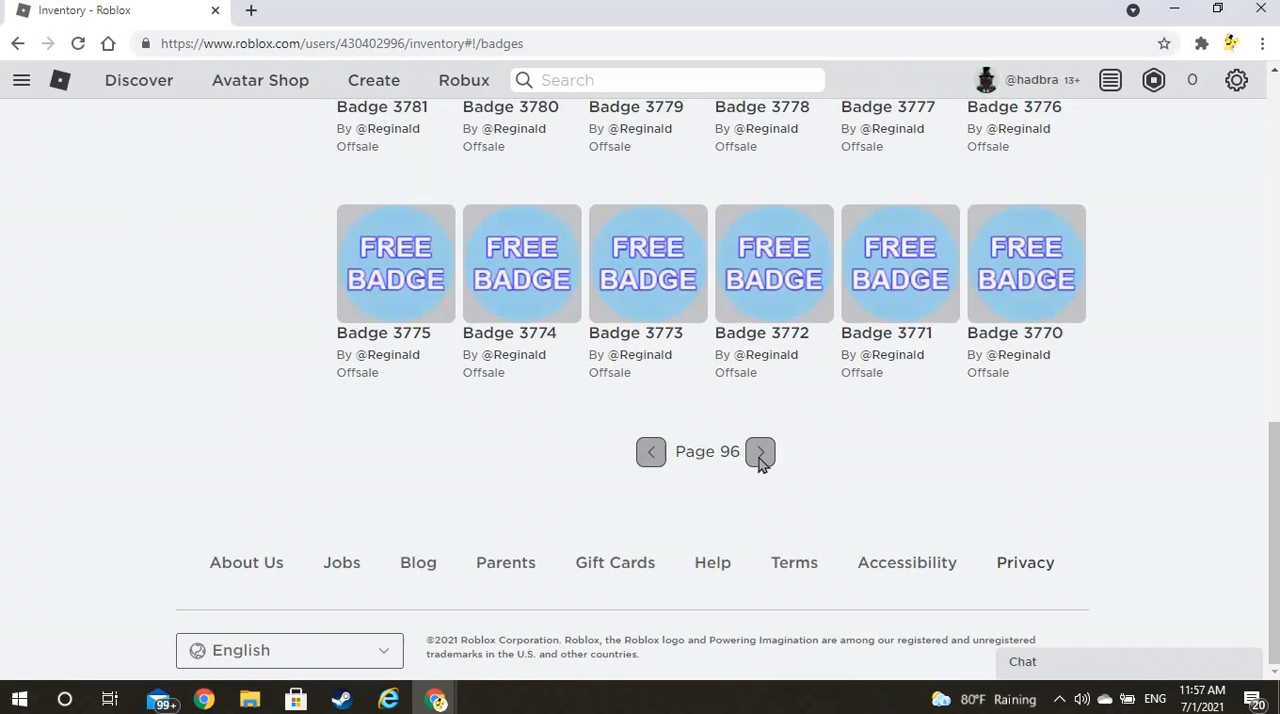 Inventory - Roblox
https://www.roblox.com/users/430402996/inventory#!/badges
Discover Avatar Shop Create Robux Search @hadbra 13+ 0
Badge 3781 Badge 3780 Badge 3779 Badge 3778 Badge 3777 Badge 3776
By @Reginald By @Reginald By @Reginald By @Reginald By @Reginald By @Reginald
Offsale Offsale Offsale Offsale Offsale Offsale
FREE FREE FREE FREE FREE FREE
BADGE BADGE BADGE BADGE BADGE BADGE
Badge 3775 Badge 3774 Badge 3773 Badge 3772 Badge 3771 Badge 3770
By @Reginald By @Reginald By @Reginald By @Reginald By @Reginald By @Reginald
Offsale Offsale Offsale Offsale Offsale Offsale
Page 96
About Us Jobs Blog Parents Gift Cards Help Terms Accessibility Privacy
English
©2021 Roblox Corporation. Roblox, the Roblox logo and Powering Imagination are among our registered and unregistered
trademarks in the U.S. and other countries.
Chat
99+ 80°F Raining ENG 11:57 AM
7/1/2021 20